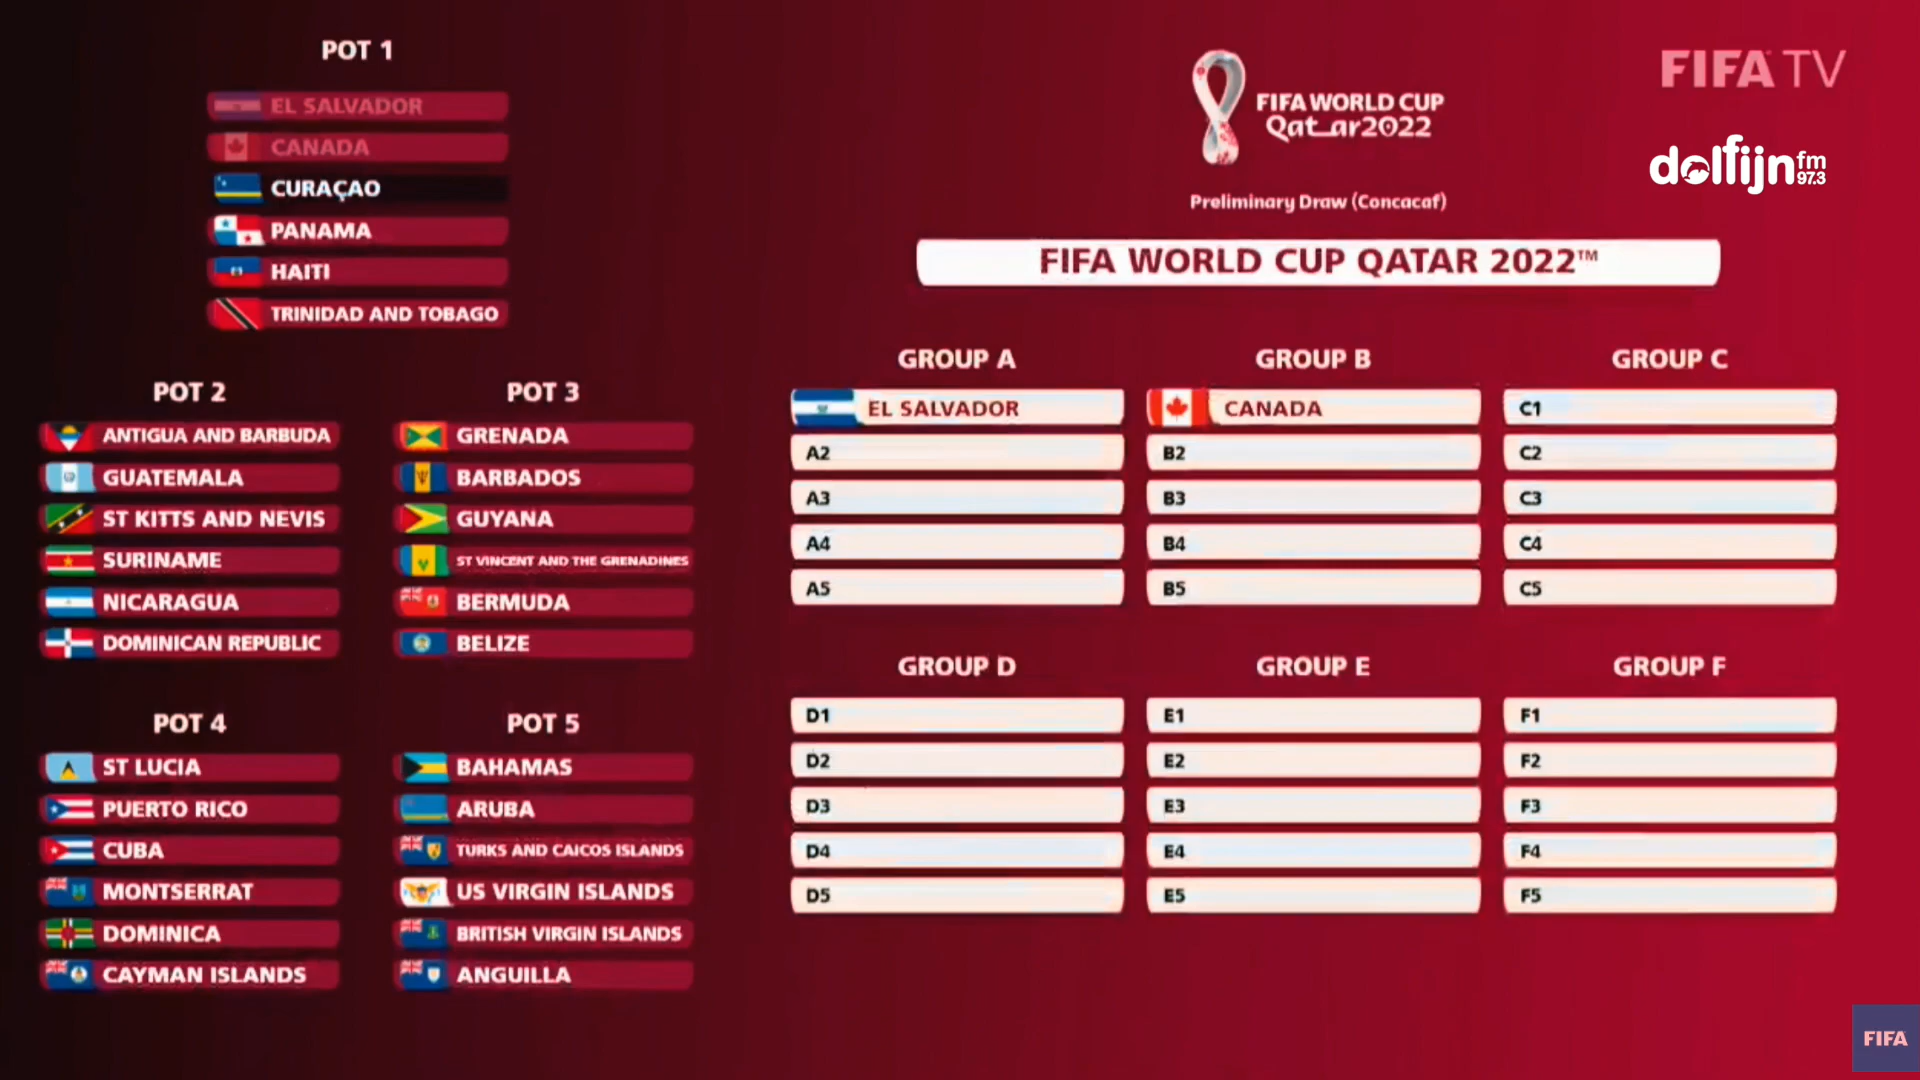 POT 1
EL SALVADOR
CANADA
CURAÇAO
PANAMA
HAITI
TRINIDAD AND TOBAGO
POT 2
ANTIGUA AND BARBUDA
GUATEMALA
ST KITTS AND NEVIS
SURINAME
NICARAGUA
DOMINICAN REPUBLIC
POT 3
GRENADA
BARBADOS
GUYANA
ST VINCENT AND THE GRENADINES
BERMUDA
BELIZE
POT 4
ST LUCIA
PUERTO RICO
CUBA
MONTSERRAT
DOMINICA
CAYMAN ISLANDS
POT 5
BAHAMAS
ARUBA
TURKS AND CAICOS ISLANDS
US VIRGIN ISLANDS
BRITISH VIRGIN ISLANDS
ANGUILLA
FIFA WORLD CUP
Qatar2022
Preliminary Draw (Concacaf)
FIFA TV
dolfijn fm
97.3
FIFA WORLD CUP QATAR 2022™
GROUP A
EL SALVADOR
A2
A3
A4
A5
GROUP B
CANADA
B2
B3
B4
B5
GROUP C
C1
C2
C3
C4
C5
GROUP D
D1
D2
D3
D4
D5
GROUP E
E1
E2
E3
E4
E5
GROUP F
F1
F2
F3
F4
F5
FIFA